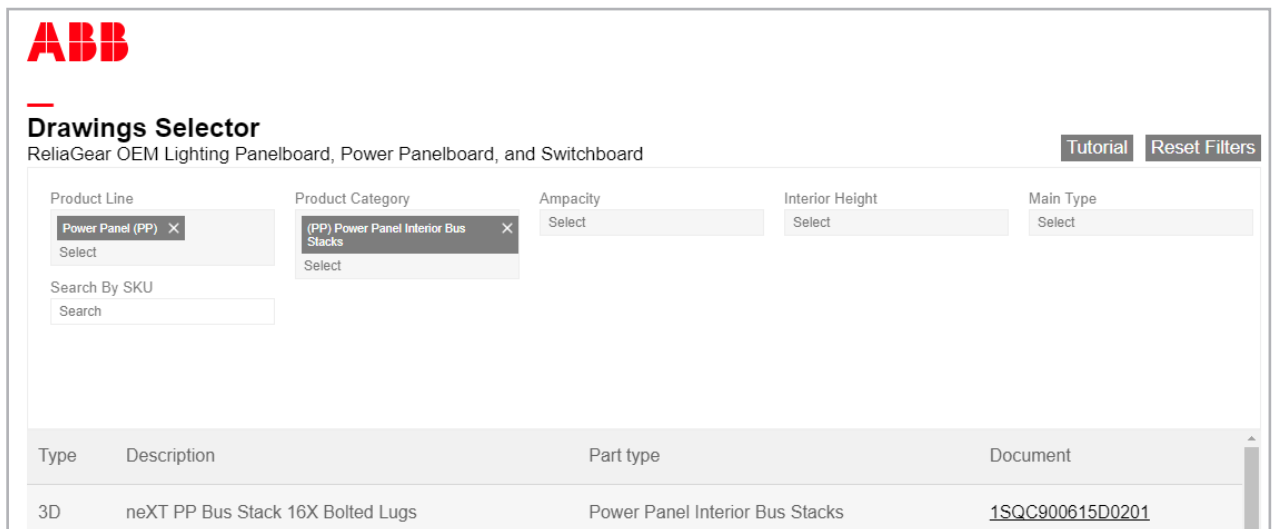 ABB
Drawings Selector
ReliaGear OEM Lighting Panelboard, Power Panelboard, and Switchboard
Tutorial Reset Filters
Product Line Product Category Ampacity Interior Height Main Type
Power Panel (PP) X (PP) Power Panel Interior Bus Stacks X Select Select Select
Select Select
Search By SKU
Search
Type Description Part type Document
3D neXT PP Bus Stack 16X Bolted Lugs Power Panel Interior Bus Stacks 1SQC900615D0201